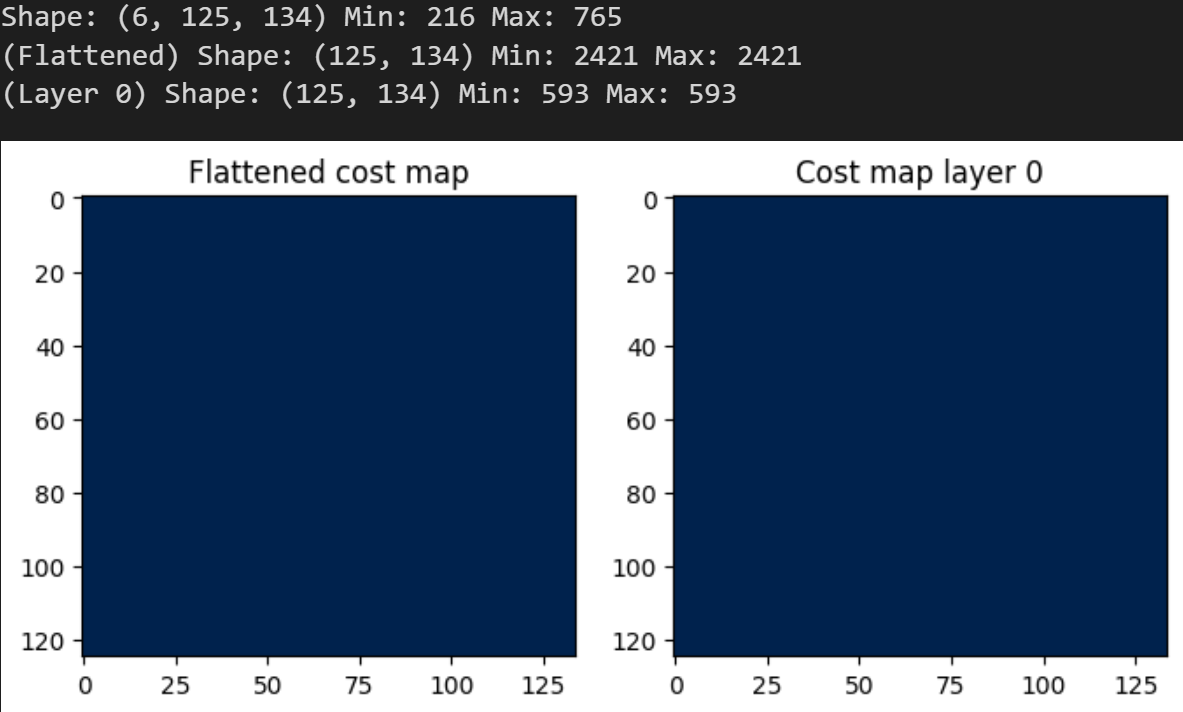 Shape: (6, 125, 134) Min: 216 Max: 765
(Flattened) Shape: (125, 134) Min: 2421 Max: 2421
(Layer 0) Shape: (125, 134) Min: 593 Max: 593
Flattened cost map
0
20
40
60
80
100
120
0 25 50 75 100 125
Cost map layer 0
0
20
40
60
80
100
120
0 25 50 75 100 125